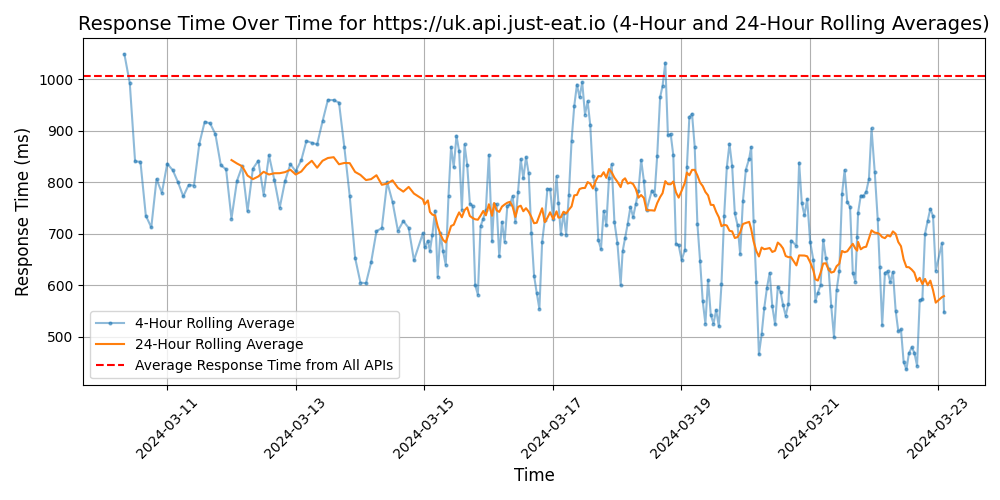 Response Time Over Time for https://uk.api.just-eat.io (4-Hour and 24-Hour Rolling Averages)
Response Time (ms)
1000
900
800
700
600
500
4-Hour Rolling Average
24-Hour Rolling Average
Average Response Time from All APIs
2024-03-11
2024-03-13
2024-03-15
2024-03-17
2024-03-19
2024-03-21
2024-03-23
Time